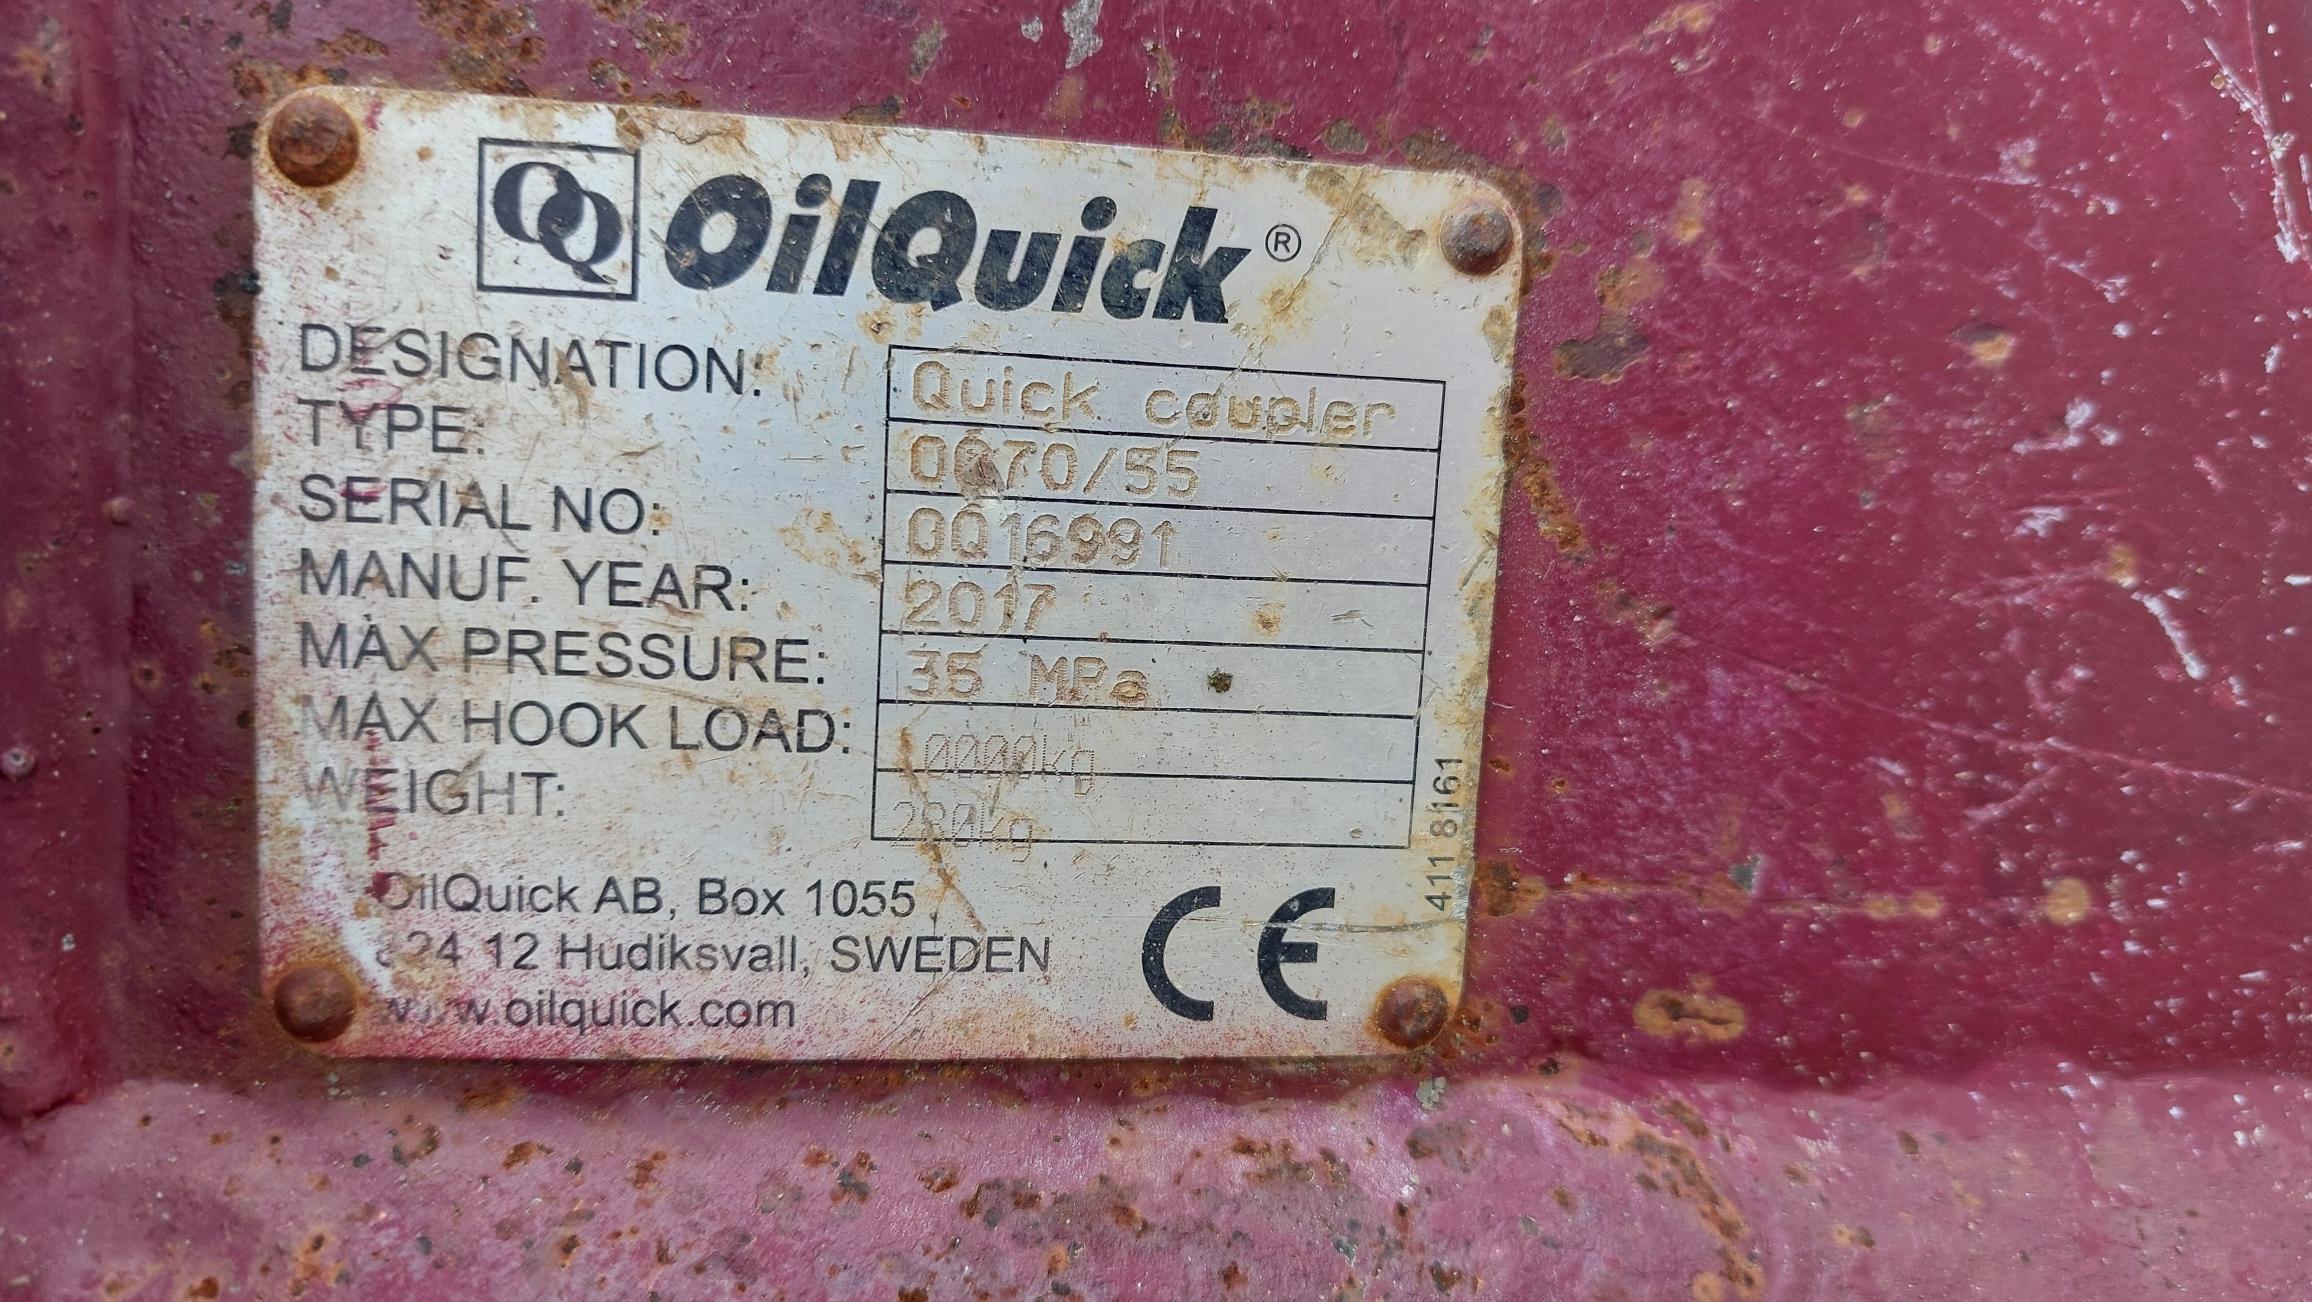 OQ OilQuick®
DESIGNATION: Quick coupler
TYPE: OQ70/55
SERIAL NO: OQ16991
MANUF. YEAR: 2017
MAX PRESSURE: 35 MPa
MAX HOOK LOAD:
WEIGHT:
OilQuick AB, Box 1055
824 12 Hudiksvall, SWEDEN
www.oilquick.com
CE
411 8161